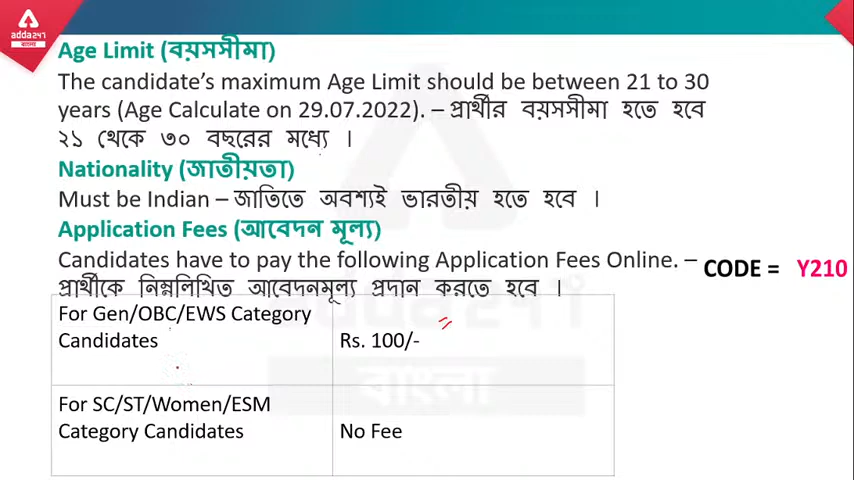 adda247
বাংলা
Age Limit (বয়সসীমা)
The candidate's maximum Age Limit should be between 21 to 30
years (Age Calculate on 29.07.2022). – প্রার্থীর বয়সসীমা হতে হবে
২১ থেকে ৩০ বছরের মধ্যে ।
Nationality (জাতীয়তা)
Must be Indian – জাতিতে অবশ্যই ভারতীয় হতে হবে ।
Application Fees (আবেদন মূল্য)
Candidates have to pay the following Application Fees Online. –
প্রার্থীকে নিম্নলিখিত আবেদনমূল্য প্রদান করতে হবে ।
CODE = Y210
For Gen/OBC/EWS Category
Candidates
Rs. 100/-
For SC/ST/Women/ESM
Category Candidates
No Fee
adda247
বাংলা